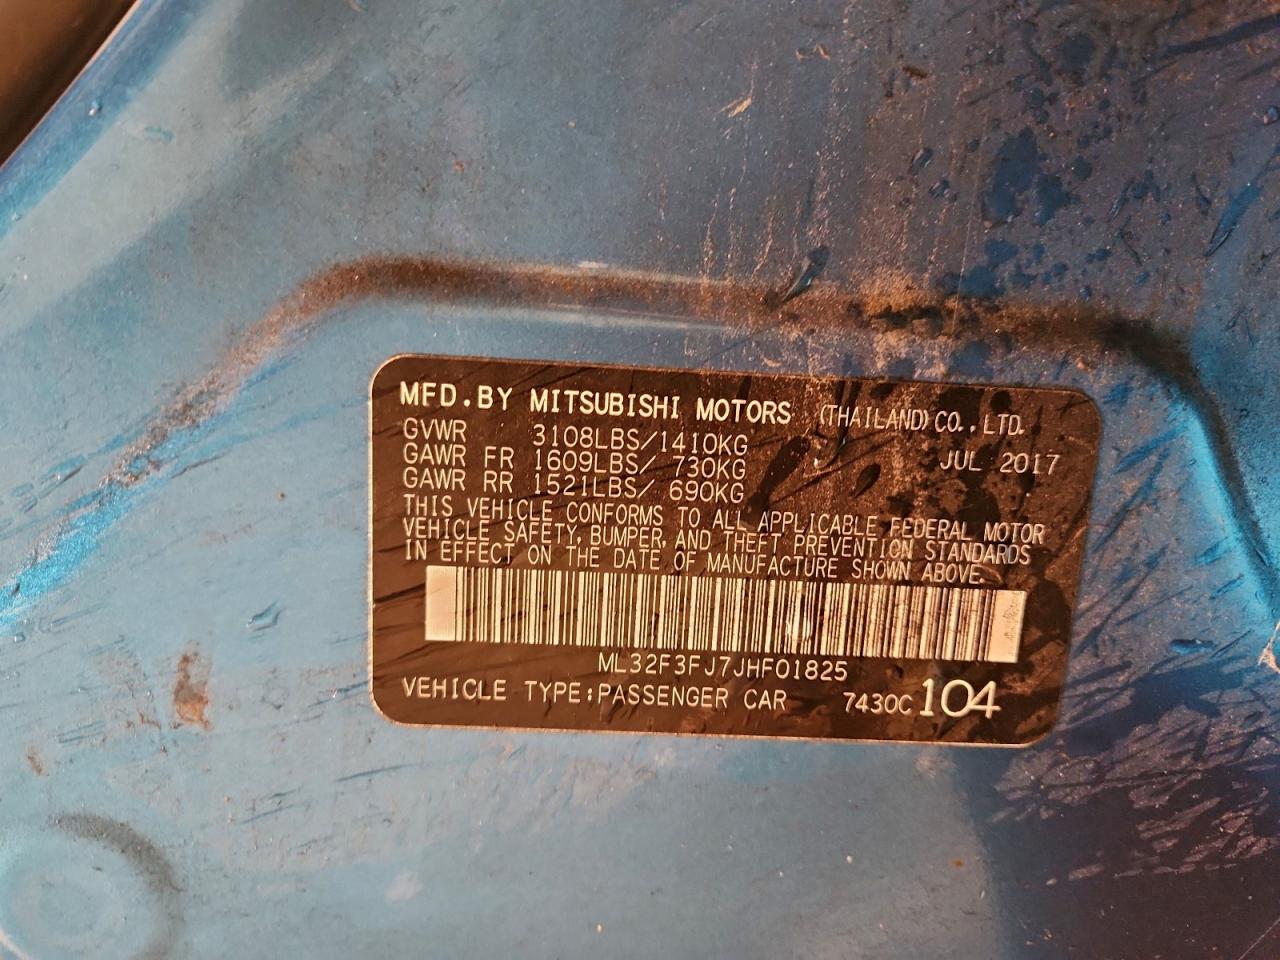 MFD.BY MITSUBISHI MOTORS (THAILAND) CO.,LTD.
GVWR 3108LBS/1410KG JUL 2017
GAWR FR 1609LBS/ 730KG
GAWR RR 1521LBS/ 690KG
THIS VEHICLE CONFORMS TO ALL APPLICABLE FEDERAL MOTOR
VEHICLE SAFETY, BUMPER, AND THEFT PREVENTION STANDARDS
IN EFFECT ON THE DATE OF MANUFACTURE SHOWN ABOVE.
ML32F3FJ7JHF01825
VEHICLE TYPE:PASSENGER CAR 7430C 104